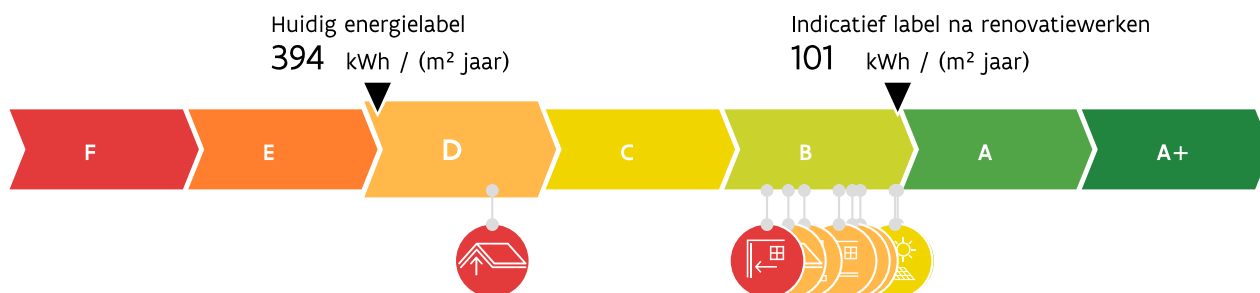 Huidig energielabel
394 kWh / (m² jaar)
Indicatief label na renovatiewerken
101 kWh / (m² jaar)
F E D C B A A+